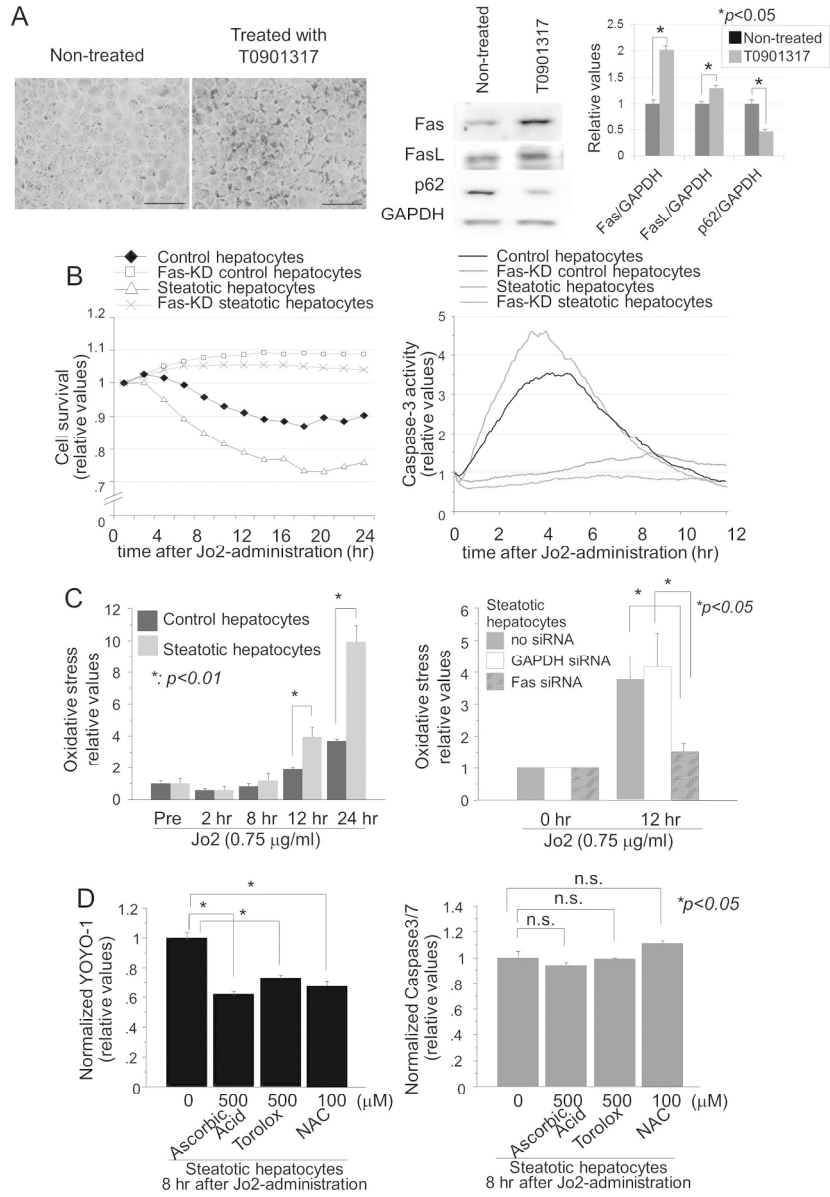 A
Non-treated
Treated with
T0901317
Non-treated
T0901317
Fas
FasL
p62
GAPDH
*p<0.05
Non-treated
T0901317
Relative values
2.5
2
1.5
1
0.5
0
* * *
Fas/GAPDH
FasL/GAPDH
p62/GAPDH
B
Control hepatocytes
Fas-KD control hepatocytes
Steatotic hepatocytes
Fas-KD steatotic hepatocytes
Cell survival
(relative values)
1.2
1.1
1.0
.9
.8
.7
0
0 4 8 12 16 20 24
time after Jo2-administration (hr)
Control hepatocytes
Fas-KD control hepatocytes
Steatotic hepatocytes
Fas-KD steatotic hepatocytes
Caspase-3 activity
(relative values)
5
4
3
2
1
0
0 2 4 6 8 10 12
time after Jo2-administration (hr)
C
Control hepatocytes
Steatotic hepatocytes
*: p<0.01
Oxidative stress
relative values
12
10
8
6
4
2
0
* *
Pre 2 hr 8 hr 12 hr 24 hr
Jo2 (0.75 µg/ml)
Steatotic
hepatocytes
no siRNA
GAPDH siRNA
Fas siRNA
* *
*p<0.05
Oxidative stress
relative values
6
4
2
0
0 hr 12 hr
Jo2 (0.75 µg/ml)
D
Normalized YOYO-1
(relative values)
1.2
1
.8
.6
.4
.2
0
* * *
0 500 500 100 (µM)
Ascorbic
Acid
Torolox
NAC
Steatotic hepatocytes
8 hr after Jo2-administration
Normalized Caspase3/7
(relative values)
1.4
1.2
1
.8
.6
.4
.2
0
n.s.
n.s.
n.s.
*p<0.05
0 500 500 100 (µM)
Ascorbic
Acid
Torolox
NAC
Steatotic hepatocytes
8 hr after Jo2-administration